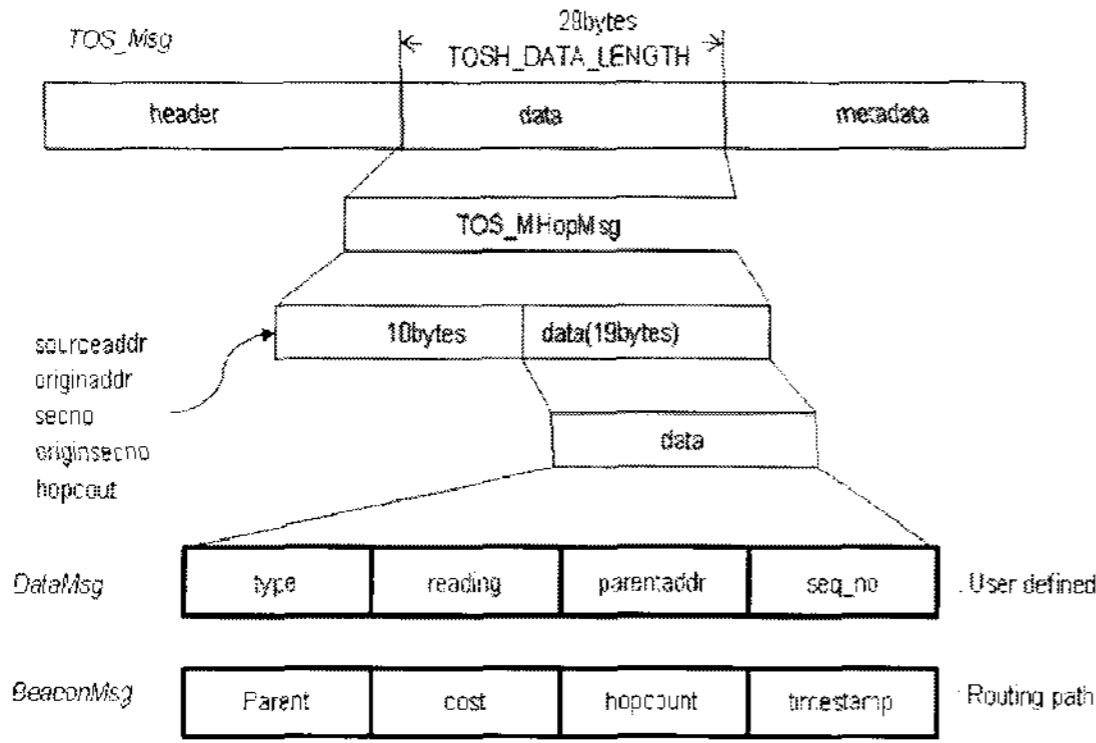 TOS_Msg
28bytes
TOSH_DATA_LENGTH
header
data
metadata
TOS_MHopMsg
10bytes
data(19bytes)
sourceaddr
originaddr
secno
originsecno
hopcout
data
DataMsg
type
reading
parentaddr
seq_no
: User defined
BeaconMsg
Parent
cost
hopcount
timestamp
: Routing path